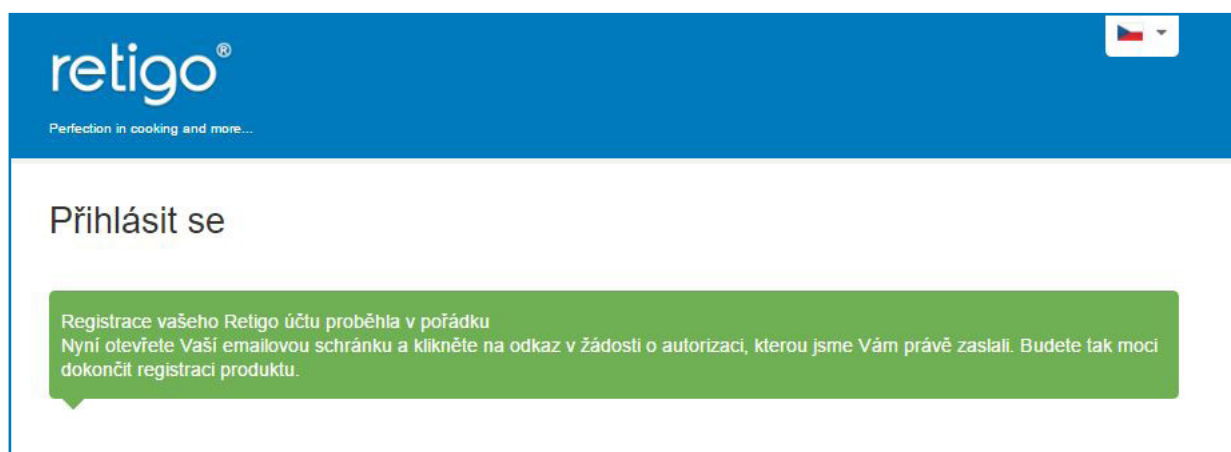 retigo®
Perfection in cooking and more...
Přihlásit se
Registrace vašeho Retigo účtu proběhla v pořádku
Nyní otevřete Vaší emailovou schránku a klikněte na odkaz v žádosti o autorizaci, kterou jsme Vám právě zaslali. Budete tak moci
dokončit registraci produktu.